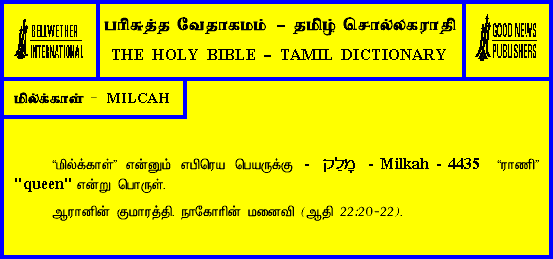 BELLWETHER
INTERNATIONAL
பரிசுத்த வேதாகமம் – தமிழ் சொல்லகராதி
THE HOLY BIBLE – TAMIL DICTIONARY
GOOD NEWS
PUBLISHERS
மில்க்காள் – MILCAH
“மில்க்காள்” என்னும் எபிரெய பெயருக்கு - מָלַק - Milkah - 4435 “ராணி”
"queen" என்று பொருள்.
ஆரானின் குமாரத்தி. நாகோரின் மனைவி (ஆதி 22:20-22).